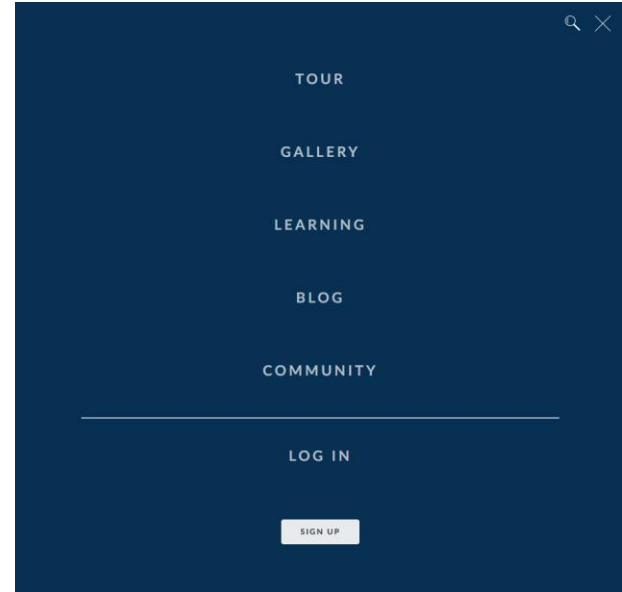 TOUR
GALLERY
LEARNING
BLOG
COMMUNITY
LOG IN
SIGN UP